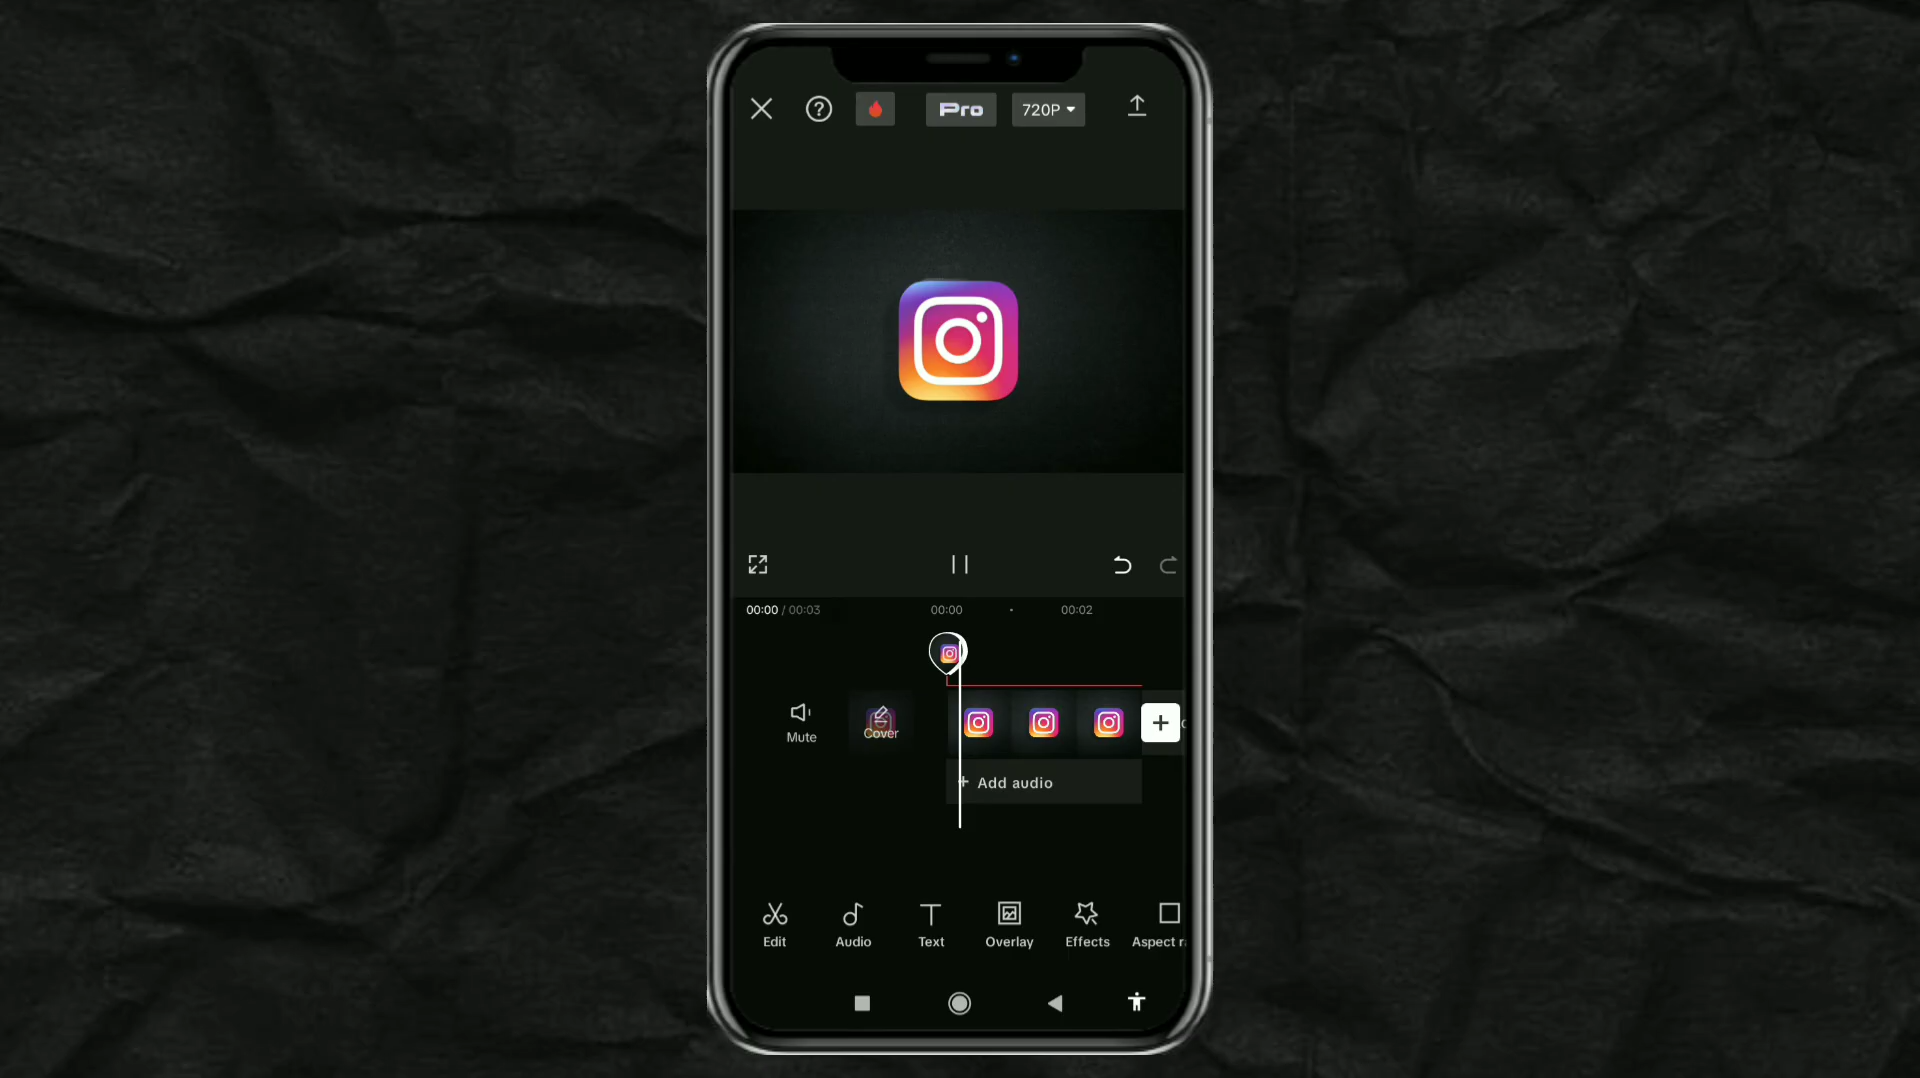 Pro
720P
00:00 / 00:03
00:00
00:02
Mute
Cover
Add audio
Edit
Audio
Text
Overlay
Effects
Aspect r